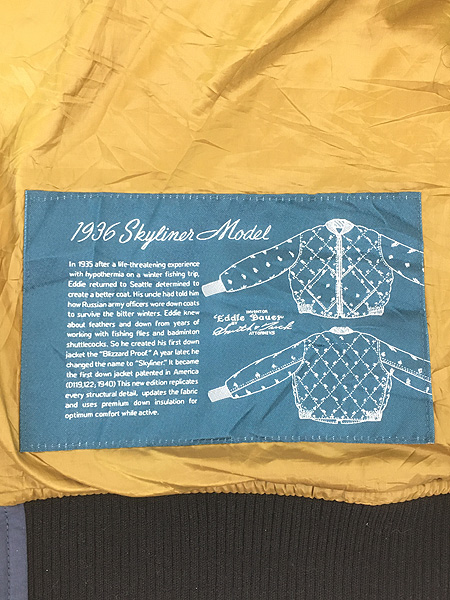 1936 Skyliner Model
In 1935 after a life-threatening experience
with hypothermia on a winter fishing trip,
Eddie returned to Seattle determined to
create a better coat. His uncle had told him
how Russian army officers wore down coats
to survive the bitter winters. Eddie knew
about feathers and down from years of
working with fishing flies and badminton
shuttlecocks. So he created his first down
jacket the "Blizzard Proof." A year later, he
changed the name to "Skyliner." It became
the first down jacket patented in America
(D119,122; 1940) This new edition replicates
every structural detail, updates the fabric
and uses premium down insulation for
optimum comfort while active.
INVENTOR
Eddie Bauer
Smith & Tuck
ATTORNEYS